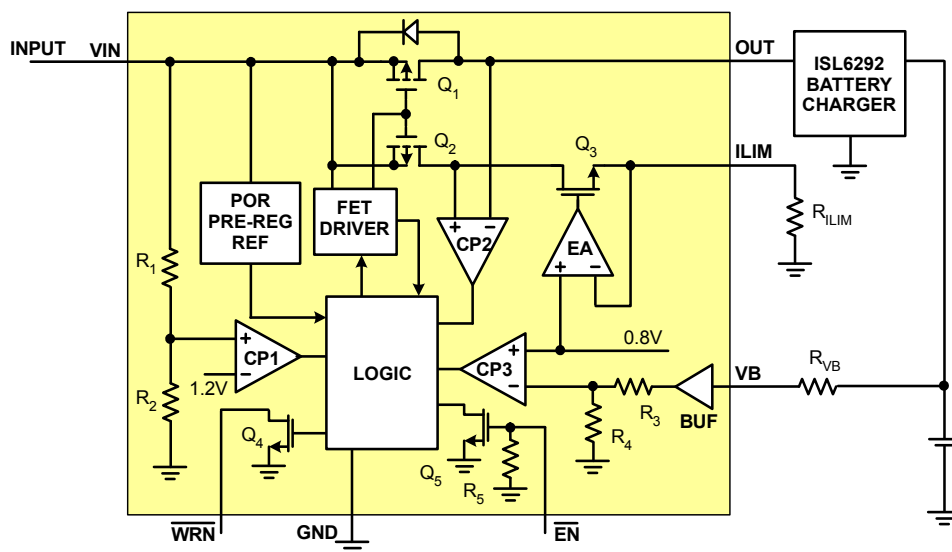 INPUT
VIN
OUT
ISL6292
BATTERY
CHARGER
Q1
Q2
Q3
ILIM
RILIM
POR
PRE-REG
REF
FET
DRIVER
CP2
EA
R1
R2
1.2V
CP1
LOGIC
CP3
0.8V
VB
RVB
BUF
R3
R4
Q4
Q5
R5
WRN
GND
EN